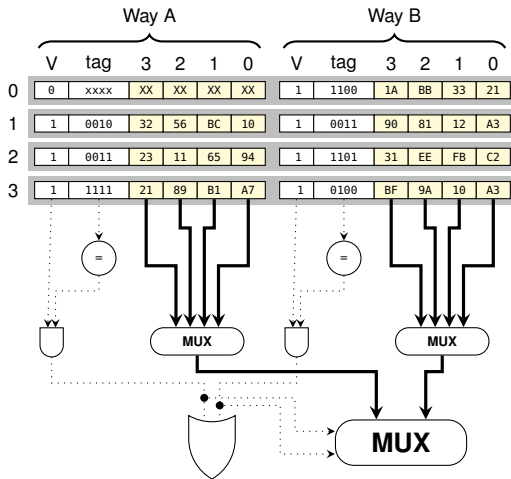 Way A Way B
V tag 3 2 1 0 V tag 3 2 1 0
0 0 xxxx XX XX XX XX 1 1100 1A BB 33 21
1 1 0010 32 56 BC 10 1 0011 90 81 12 A3
2 1 0011 23 11 65 94 1 1101 31 EE FB C2
3 1 1111 21 89 B1 A7 1 0100 BF 9A 10 A3
= =
MUX MUX
MUX